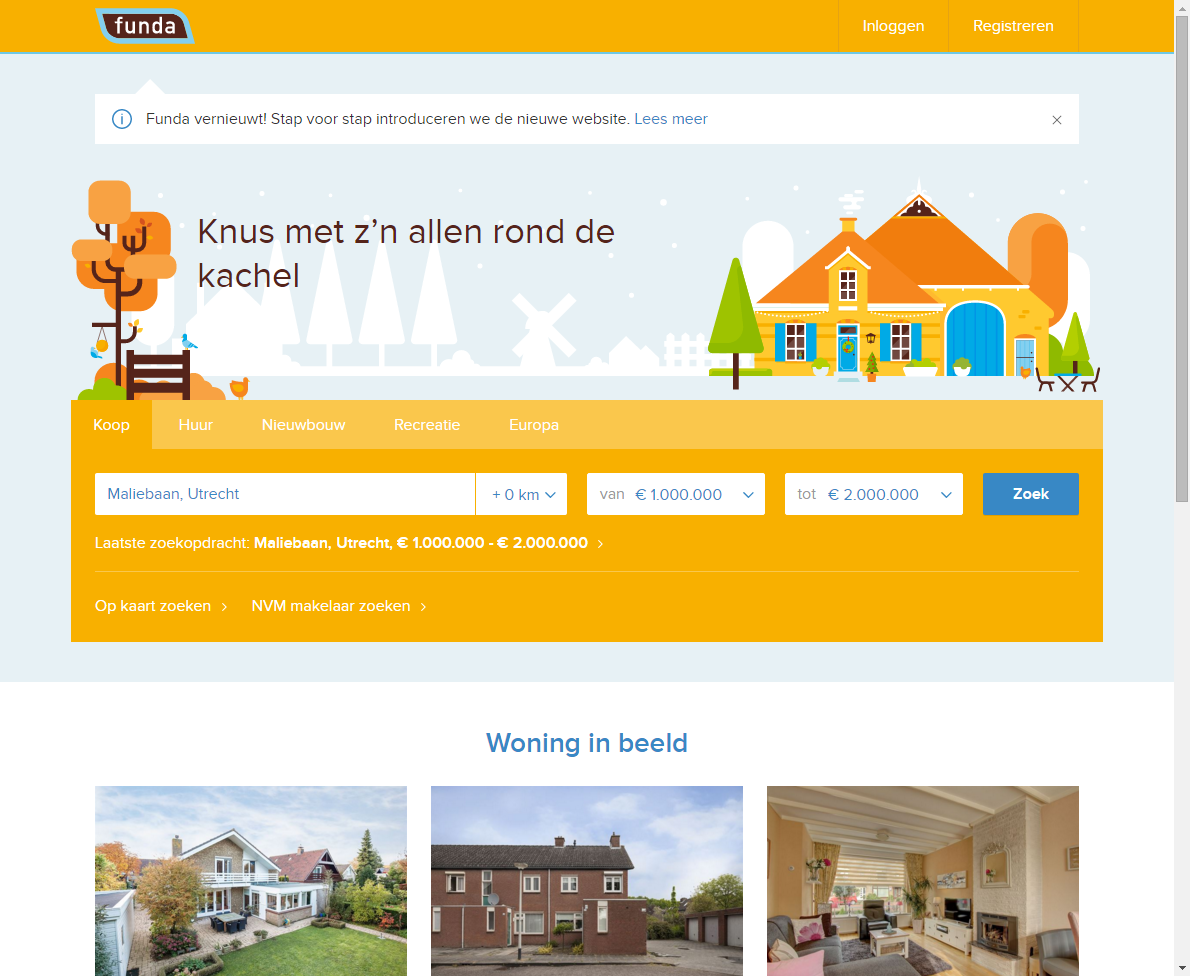 funda
Inloggen
Registreren
Funda vernieuwt! Stap voor stap introduceren we de nieuwe website. Lees meer
Knus met z’n allen rond de
kachel
Koop
Huur
Nieuwbouw
Recreatie
Europa
Maliebaan, Utrecht
+ 0 km
van € 1.000.000
tot € 2.000.000
Zoek
Laatste zoekopdracht: Maliebaan, Utrecht, € 1.000.000 - € 2.000.000
Op kaart zoeken
NVM makelaar zoeken
Woning in beeld